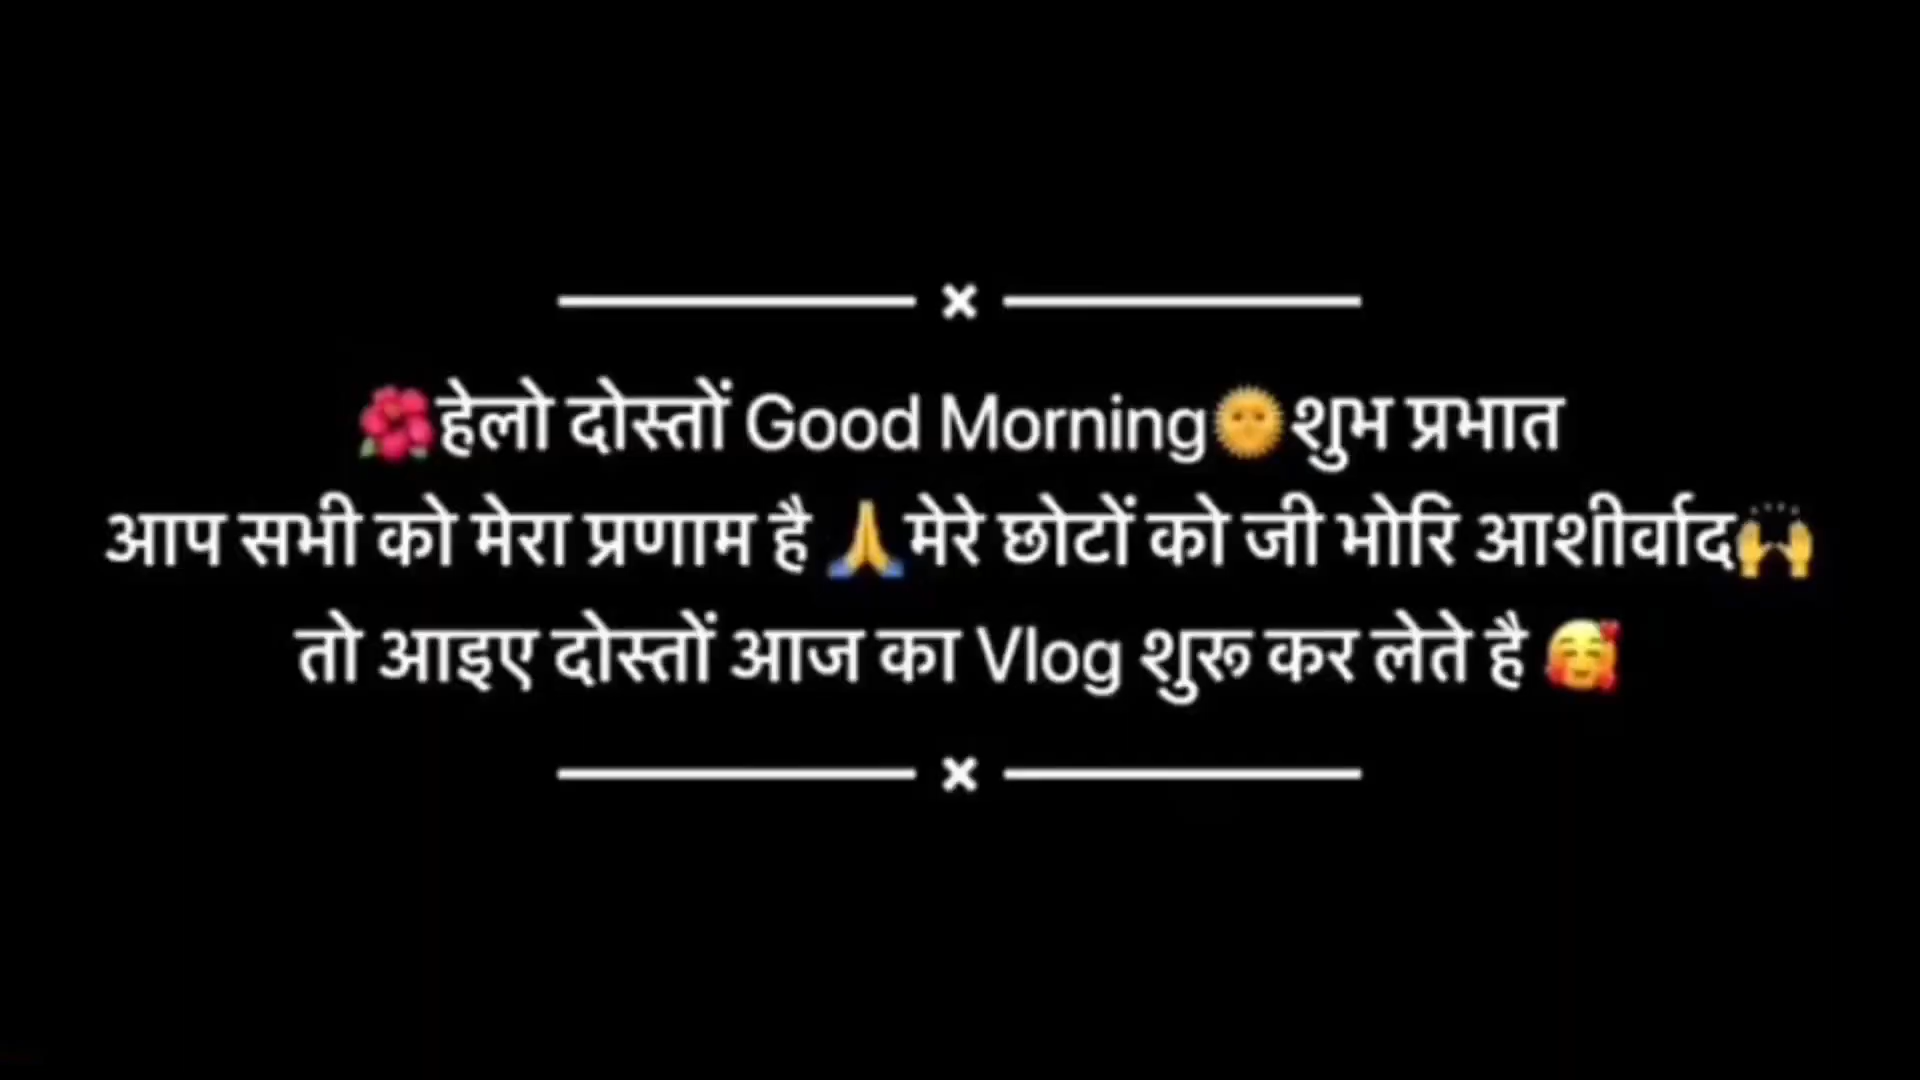 🌺हेलो दोस्तों Good Morning🌞शुभ प्रभात
आप सभी को मेरा प्रणाम है 🙏मेरे छोटों को जी भोरि आशीर्वाद🙌
तो आइए दोस्तों आज का Vlog शुरू कर लेते है 🥰